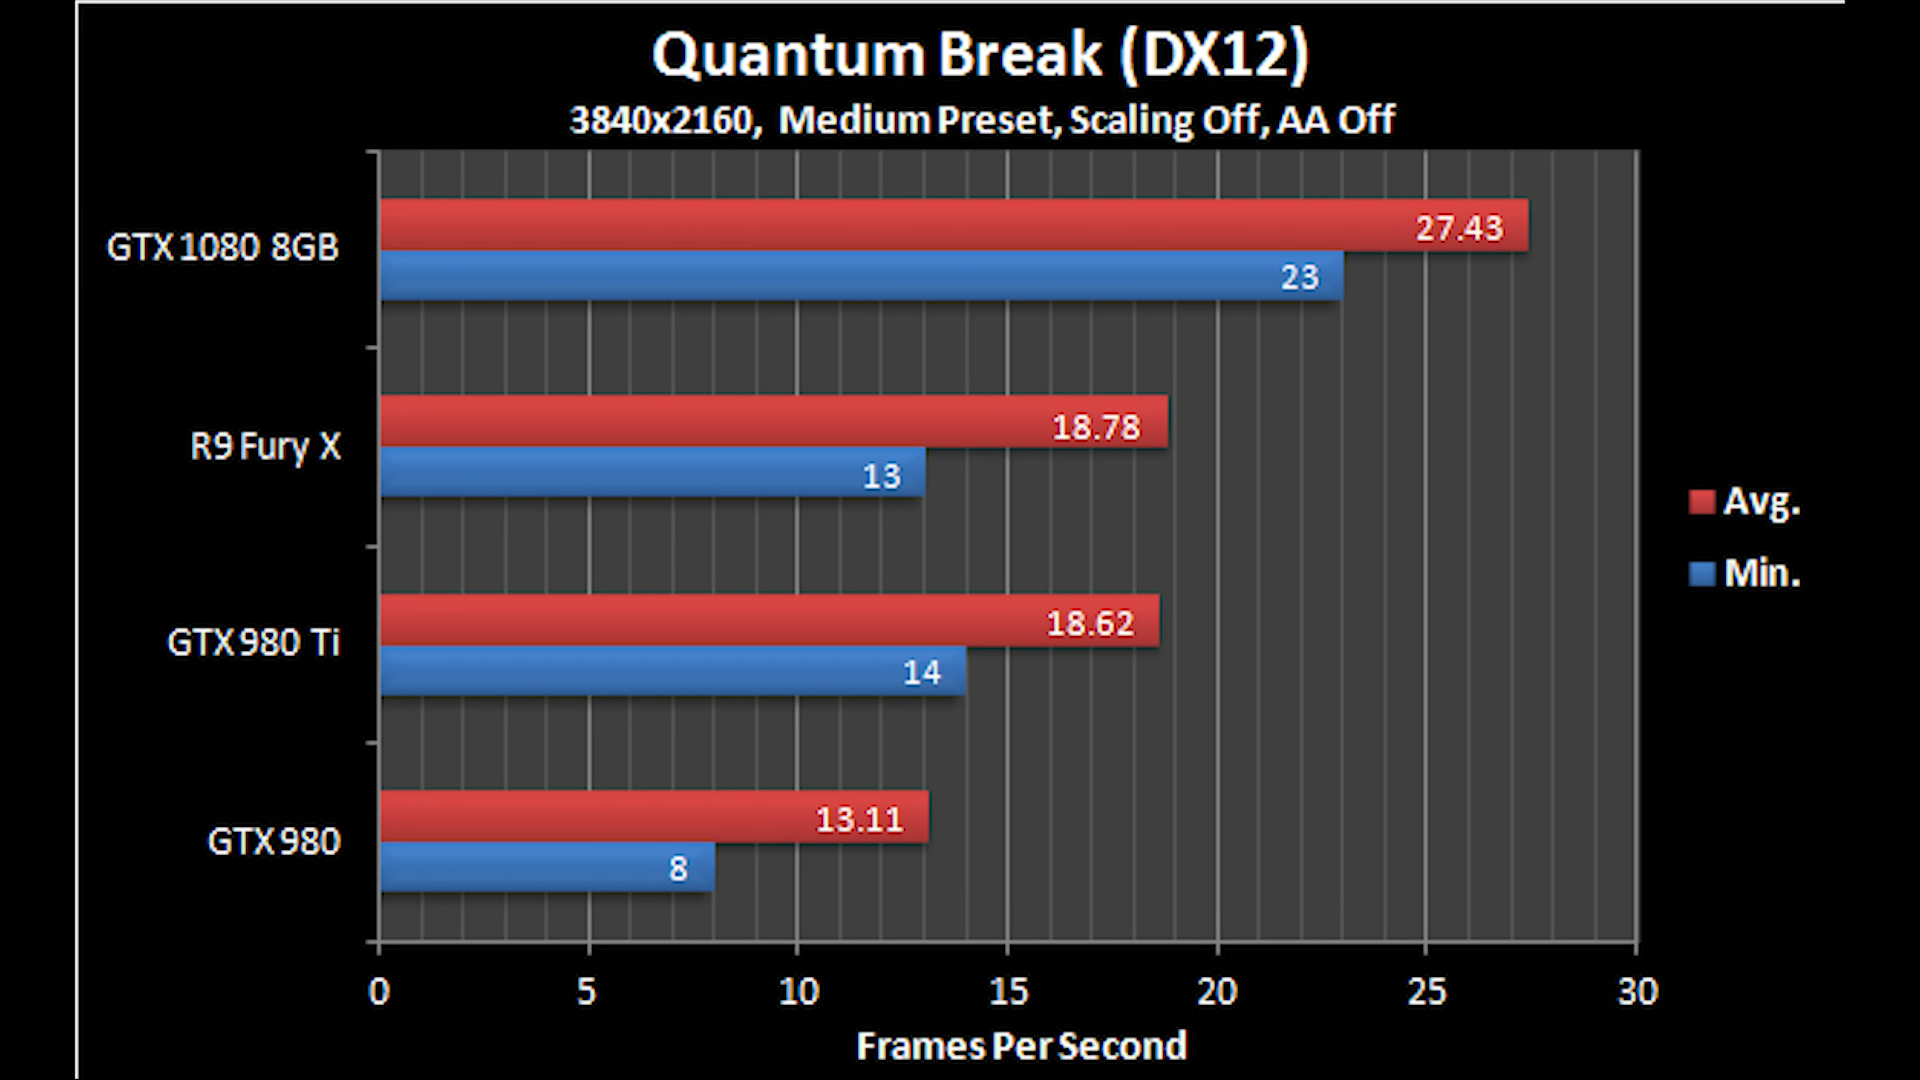 Quantum Break (DX12)
3840x2160, Medium Preset, Scaling Off, AA Off
GTX 1080 8GB
27.43
23
R9 Fury X
18.78
13
GTX 980 Ti
18.62
14
GTX 980
13.11
8
Avg.
Min.
0 5 10 15 20 25 30
Frames Per Second